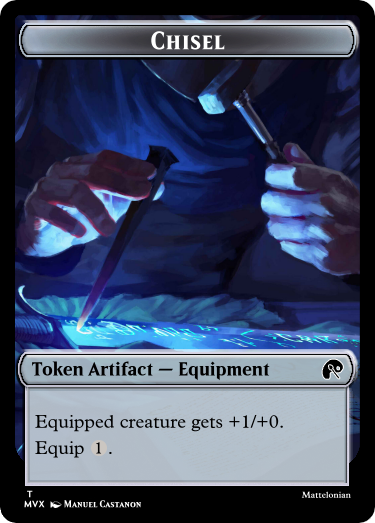 CHISEL
Token Artifact — Equipment
Equipped creature gets +1/+0.
Equip 1.
T
MVX MANUEL CASTANON
Mattelonian